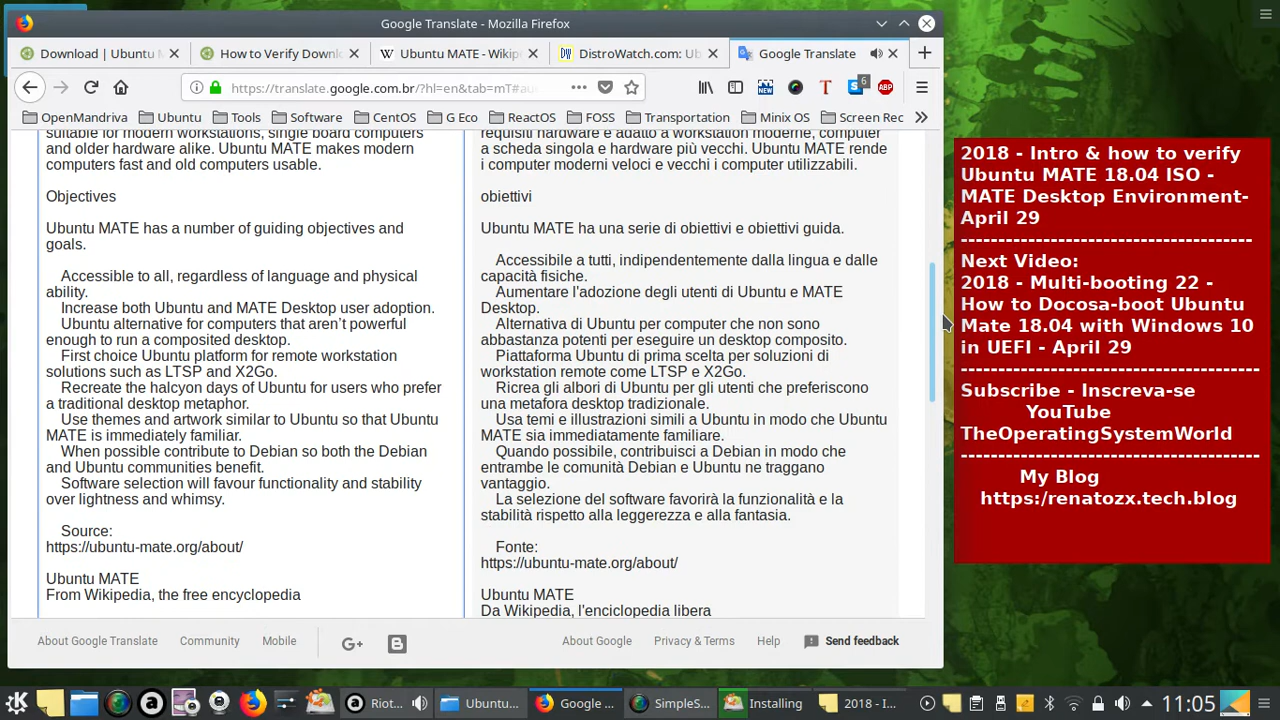 Google Translate - Mozilla Firefox
Download | Ubuntu M
How to Verify Downl
W Ubuntu MATE - Wikip
DistroWatch.com: Ub
Google Translate
https://translate.google.com.br/?hl=en&tab=mT#au
NEW
T
6
ABP
OpenMandriva
Ubuntu
Tools
Software
CentOS
G Eco
ReactOS
FOSS
Transportation
Minix OS
Screen Rec
suitable for modern workstations, single board computers
and older hardware alike. Ubuntu MATE makes modern
computers fast and old computers usable.
Objectives
Ubuntu MATE has a number of guiding objectives and
goals.
Accessible to all, regardless of language and physical
ability.
Increase both Ubuntu and MATE Desktop user adoption.
Ubuntu alternative for computers that aren't powerful
enough to run a composited desktop.
First choice Ubuntu platform for remote workstation
solutions such as LTSP and X2Go.
Recreate the halcyon days of Ubuntu for users who prefer
a traditional desktop metaphor.
Use themes and artwork similar to Ubuntu so that Ubuntu
MATE is immediately familiar.
When possible contribute to Debian so both the Debian
and Ubuntu communities benefit.
Software selection will favour functionality and stability
over lightness and whimsy.
Source:
https://ubuntu-mate.org/about/
Ubuntu MATE
From Wikipedia, the free encyclopedia
requisiti hardware e adatto a workstation moderne, computer
a scheda singola e hardware più vecchi. Ubuntu MATE rende
i computer moderni veloci e vecchi i computer utilizzabili.
obiettivi
Ubuntu MATE ha una serie di obiettivi e obiettivi guida.
Accessibile a tutti, indipendentemente dalla lingua e dalle
capacità fisiche.
Aumentare l'adozione degli utenti di Ubuntu e MATE
Desktop.
Alternativa di Ubuntu per computer che non sono
abbastanza potenti per eseguire un desktop composito.
Piattaforma Ubuntu di prima scelta per soluzioni di
workstation remote come LTSP e X2Go.
Ricrea gli albori di Ubuntu per gli utenti che preferiscono
una metafora desktop tradizionale.
Usa temi e illustrazioni simili a Ubuntu in modo che Ubuntu
MATE sia immediatamente familiare.
Quando possibile, contribuisci a Debian in modo che
entrambe le comunità Debian e Ubuntu ne traggano
vantaggio.
La selezione del software favorirà la funzionalità e la
stabilità rispetto alla leggerezza e alla fantasia.
Fonte:
https://ubuntu-mate.org/about/
Ubuntu MATE
Da Wikipedia, l'enciclopedia libera
About Google Translate
Community
Mobile
G+
About Google
Privacy & Terms
Help
Send feedback
2018 - Intro & how to verify
Ubuntu MATE 18.04 ISO -
MATE Desktop Environment-
April 29
------------------------------------------
Next Video:
2018 - Multi-booting 22 -
How to Docosa-boot Ubuntu
Mate 18.04 with Windows 10
in UEFI - April 29
-------------------------------------------
Subscribe - Inscreva-se
YouTube
TheOperatingSystemWorld
-------------------------------------------
My Blog
https:/renatozx.tech.blog
Riot...
Ubuntu...
Google ...
SimpleS...
Installing
2018 - I...
11:05